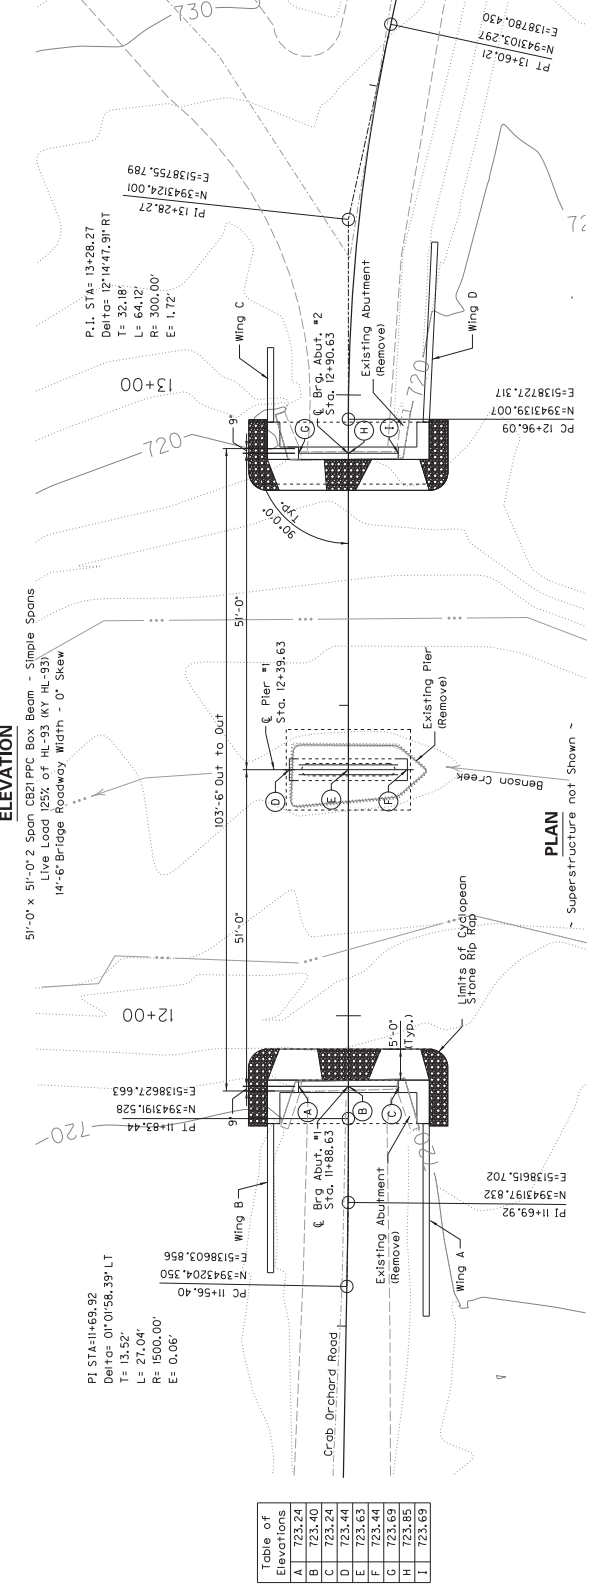 ELEVATION
51'-0" x 51'-0" 2 Span CB21 PPC Box Beam - Simple Spans
Live Load 125% of HL-93 (KY HL-93)
14'-6" Bridge Roadway Width - 0° Skew
730
PT 13+60.21
N=943103.297
E=138780.430
PI 13+28.27
N=3943124.001
E=5138755.789
P.I. STA= 13+28.27
Delta= 12°14'47.91" RT
T= 32.18'
L= 64.12'
R= 300.00'
E= 1.72'
Wing C
℄ Brg. Abut. #2
Sta. 12+90.63
Existing Abutment
(Remove)
Wing D
720
13+00
PC 12+96.09
N=3943139.007
E=5138727.317
9"
G
H
I
720
90°0'0"
Typ.
51'-0"
℄ Pier #1
Sta. 12+39.63
Existing Pier
(Remove)
103'-6" Out to Out
D
E
F
Benson Creek
PLAN
~ Superstructure not Shown ~
51'-0"
Limits of Cyclopean
Stone Rip Rap
12+00
5'-0"
(Typ.)
PT 11+83.44
N=3943191.528
E=5138627.663
9"
A
B
C
720
720
℄ Brg Abut. #1
Sta. 11+88.63
PI 11+69.92
N=3943197.832
E=5138615.702
Wing B
Existing Abutment
(Remove)
Wing A
PC 11+56.40
N=3943204.350
E=5138603.856
PI STA=11+69.92
Delta= 01°01'58.39" LT
T= 13.52'
L= 27.04'
R= 1500.00'
E= 0.06'
Crab Orchard Road
Table of
Elevations
A 723.24
B 723.40
C 723.24
D 723.44
E 723.63
F 723.44
G 723.69
H 723.85
I 723.69